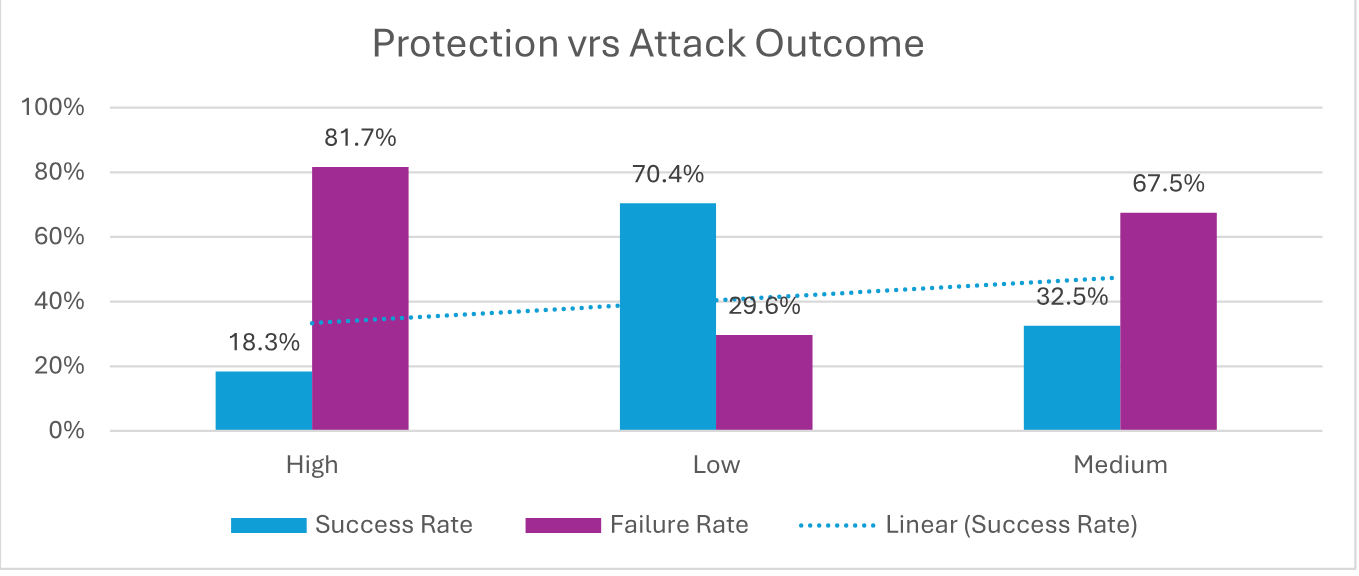 Protection vrs Attack Outcome
100%
80%
60%
40%
20%
0%
18.3%
81.7%
70.4%
29.6%
32.5%
67.5%
High
Low
Medium
Success Rate
Failure Rate
Linear (Success Rate)